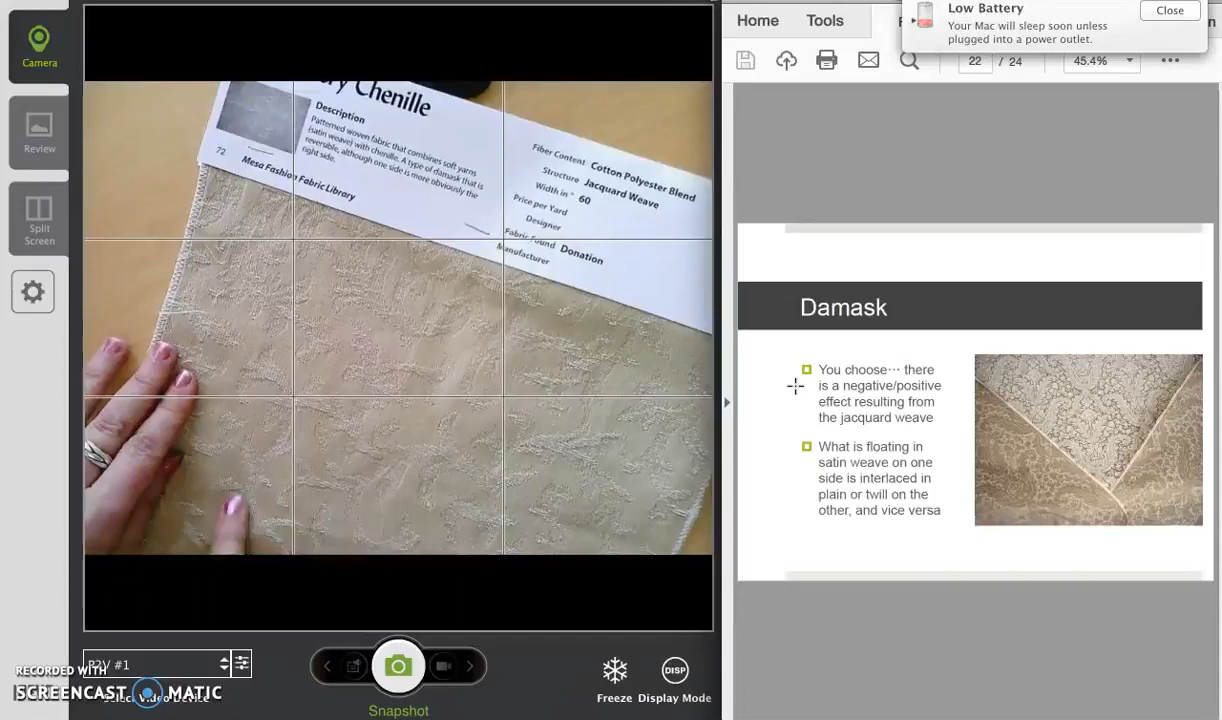 Camera
Review
Split
Screen
ry Chenille
Description
Patterned woven fabric that combines soft yarns
(satin weave) with chenille. A type of damask that is
reversible, although one side is more obviously the
right side.
72
Mesa Fashion Fabric Library
Fiber Content Cotton Polyester Blend
Structure Jacquard Weave
Width in " 60
Price per Yard
Designer
Fabric Found Donation
Manufacturer
#1
RECORDED WITH
SCREENCAST MATIC
Select Video Device
Snapshot
Freeze
DISP
Display Mode
Home
Tools
Low Battery
Your Mac will sleep soon unless
plugged into a power outlet.
Close
22 / 24
45.4%
Damask
You choose… there
is a negative/positive
effect resulting from
the jacquard weave
What is floating in
satin weave on one
side is interlaced in
plain or twill on the
other, and vice versa